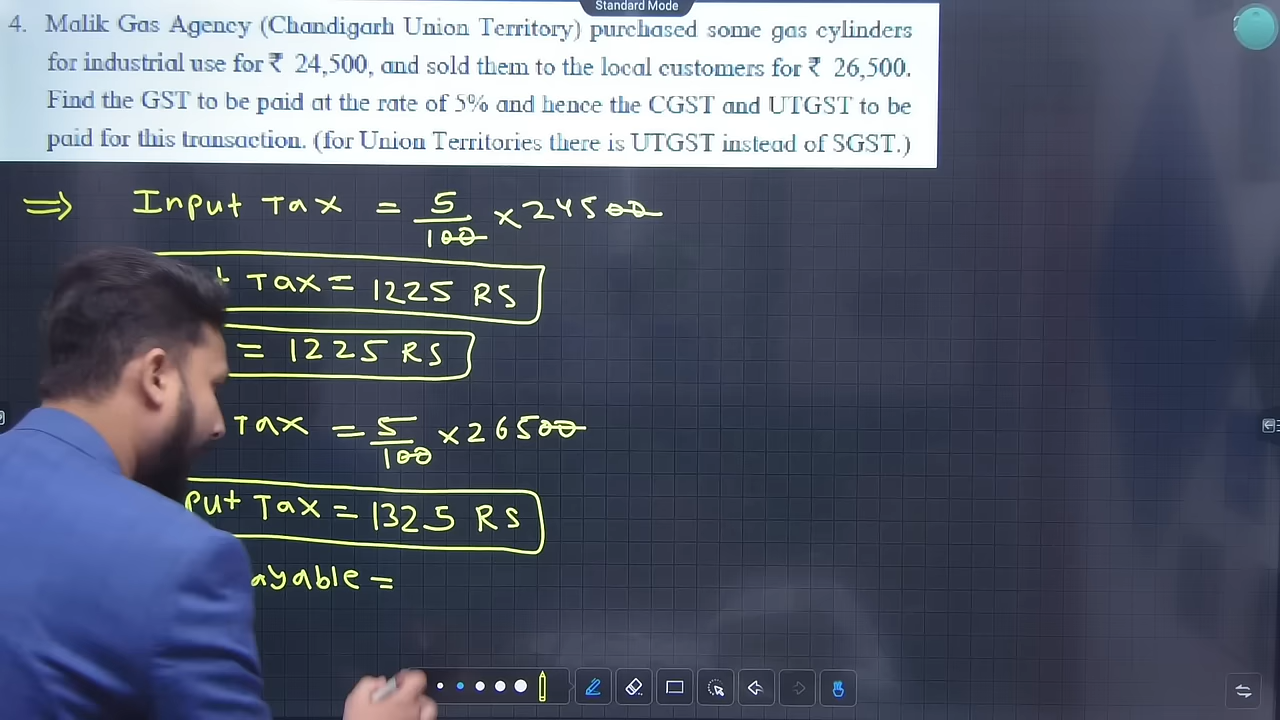 Standard Mode
4. Malik Gas Agency (Chandigarh Union Territory) purchased some gas cylinders
for industrial use for ₹ 24,500, and sold them to the local customers for ₹ 26,500.
Find the GST to be paid at the rate of 5% and hence the CGST and UTGST to be
paid for this transaction. (for Union Territories there is UTGST instead of SGST.)
⇒ Input Tax = 5/100 × 24500
Tax = 1225 RS
= 1225 RS
Tax = 5/100 × 26500
put Tax = 1325 RS
ayable =